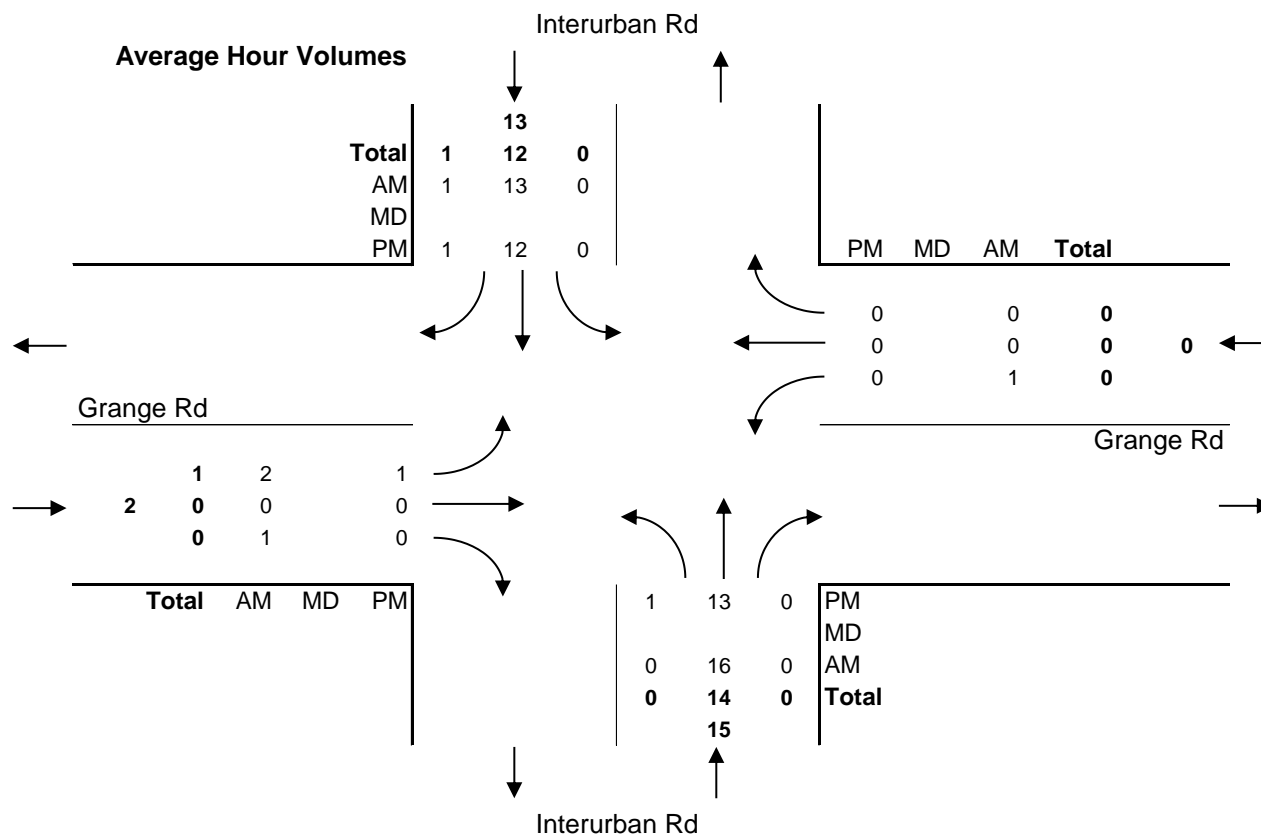 Interurban Rd
Average Hour Volumes
13
Total 1 12 0
AM 1 13 0
MD
PM 1 12 0
PM MD AM Total
0 0 0
0 0 0 0
0 1 0
Grange Rd
Grange Rd
1 2 1
2 0 0 0
0 1 0
Total AM MD PM
1 13 0 PM
MD
0 16 0 AM
0 14 0 Total
15
Interurban Rd